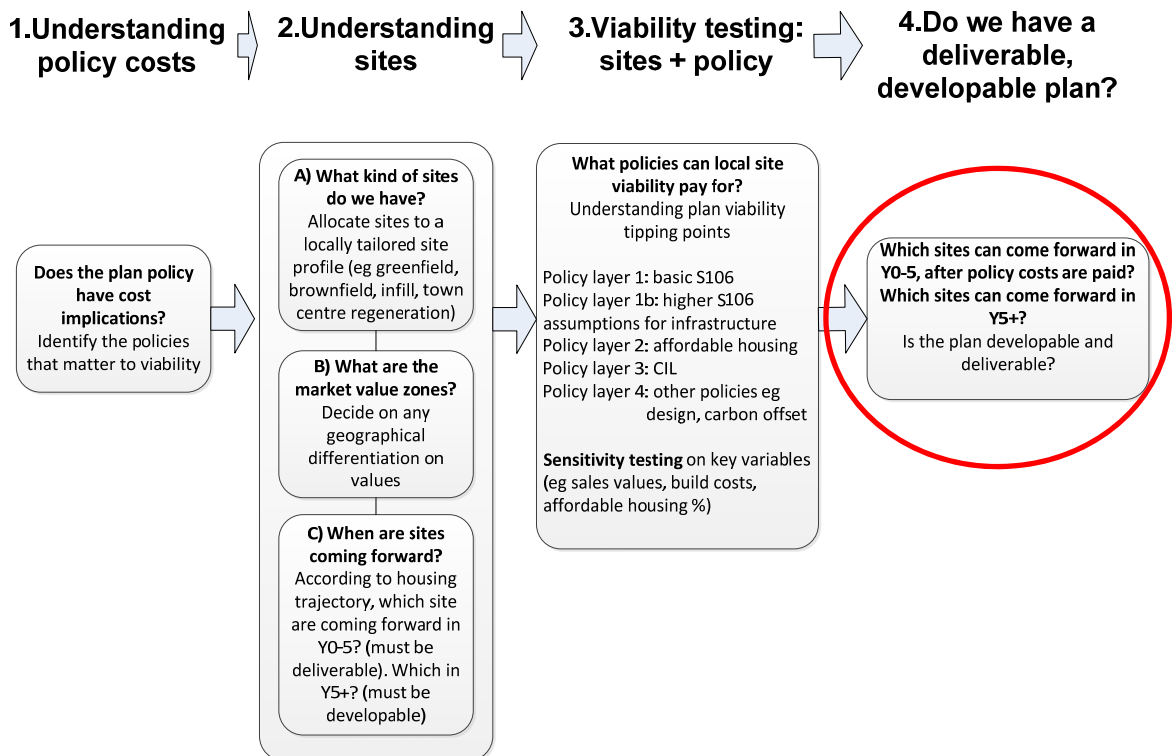 1.Understanding
policy costs
2.Understanding
sites
3.Viability testing:
sites + policy
4.Do we have a
deliverable,
developable plan?
Does the plan policy
have cost
implications?
Identify the policies
that matter to viability
A) What kind of sites
do we have?
Allocate sites to a
locally tailored site
profile (eg greenfield,
brownfield, infill, town
centre regeneration)
B) What are the
market value zones?
Decide on any
geographical
differentiation on
values
C) When are sites
coming forward?
According to housing
trajectory, which site
are coming forward in
Y0-5? (must be
deliverable). Which in
Y5+? (must be
developable)
What policies can local site
viability pay for?
Understanding plan viability
tipping points
Policy layer 1: basic S106
Policy layer 1b: higher S106
assumptions for infrastructure
Policy layer 2: affordable housing
Policy layer 3: CIL
Policy layer 4: other policies eg
design, carbon offset
Sensitivity testing on key variables
(eg sales values, build costs,
affordable housing %)
Which sites can come forward in
Y0-5, after policy costs are paid?
Which sites can come forward in
Y5+?
Is the plan developable and
deliverable?